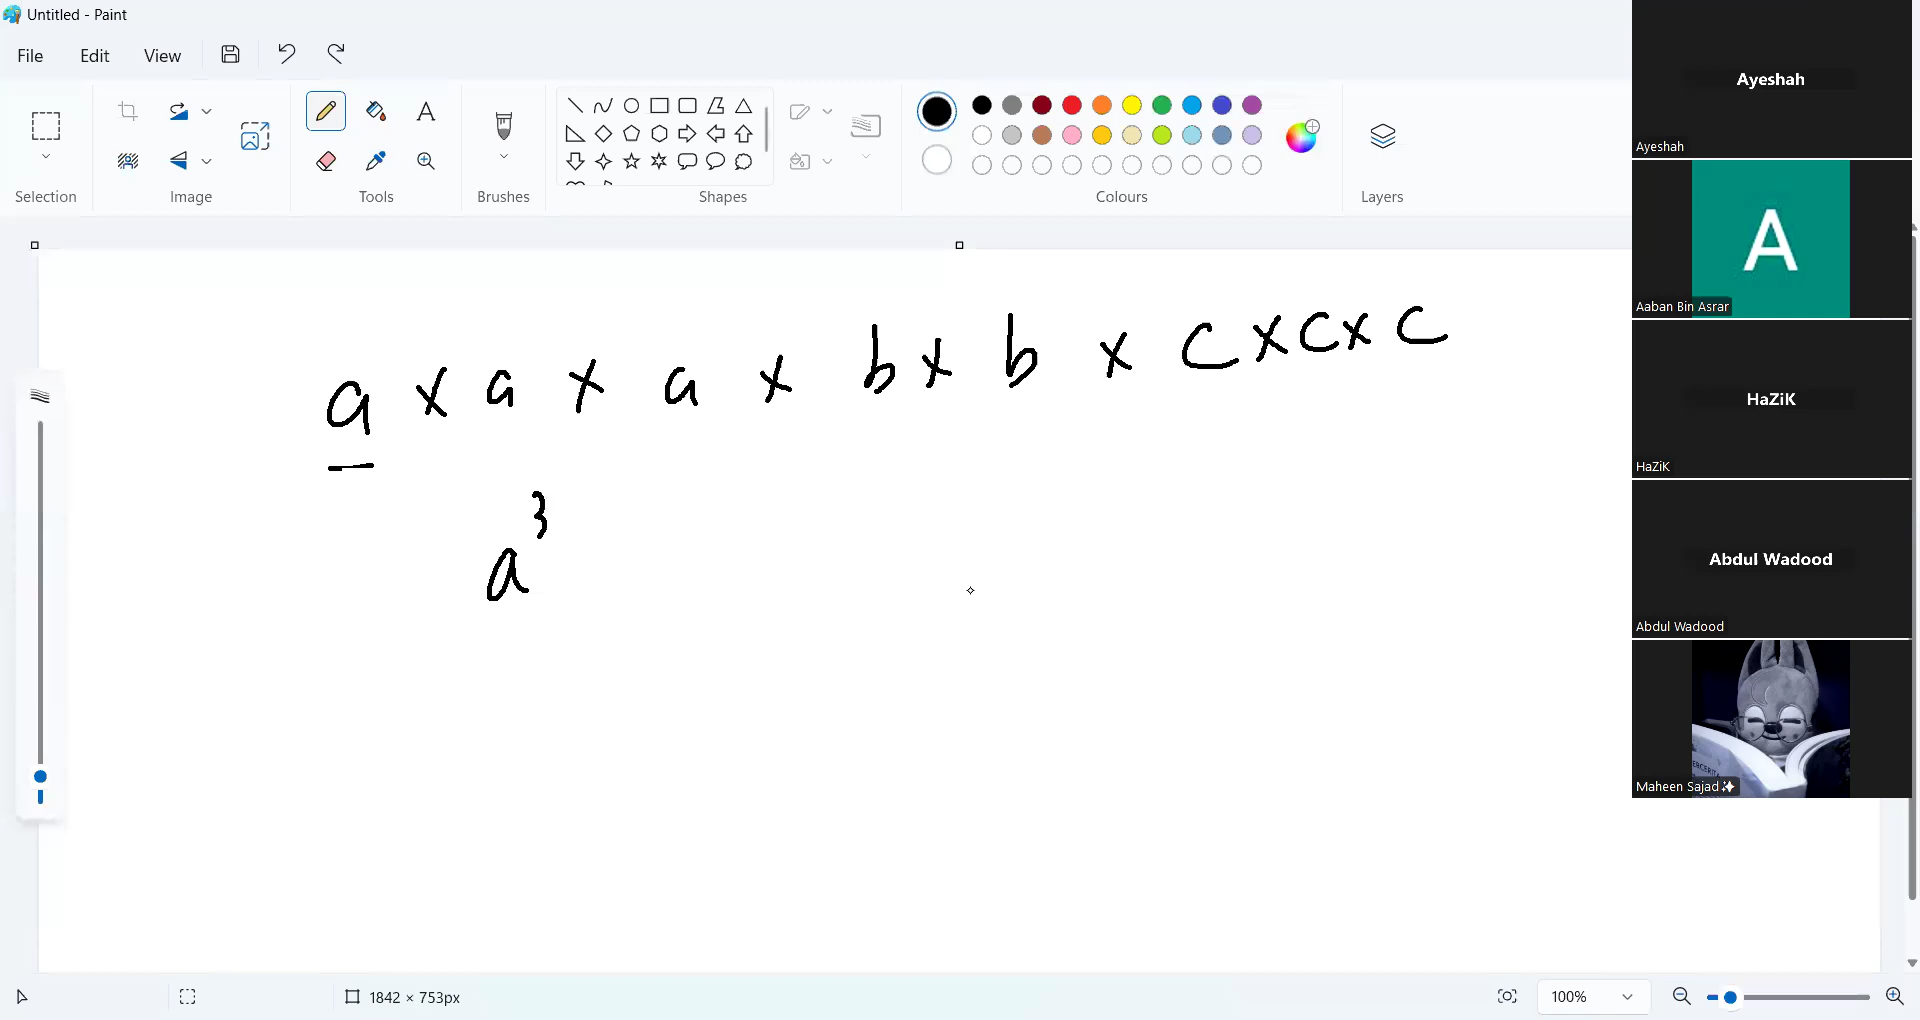 Untitled - Paint
File Edit View
Selection Image Tools Brushes Shapes Colours Layers
a x a x a x b x b x c x c x c
a³
Ayeshah
Ayeshah
A
Aaban Bin Asrar
HaZiK
HaZiK
Abdul Wadood
Abdul Wadood
Maheen Sajad✨
1842 × 753px
100%